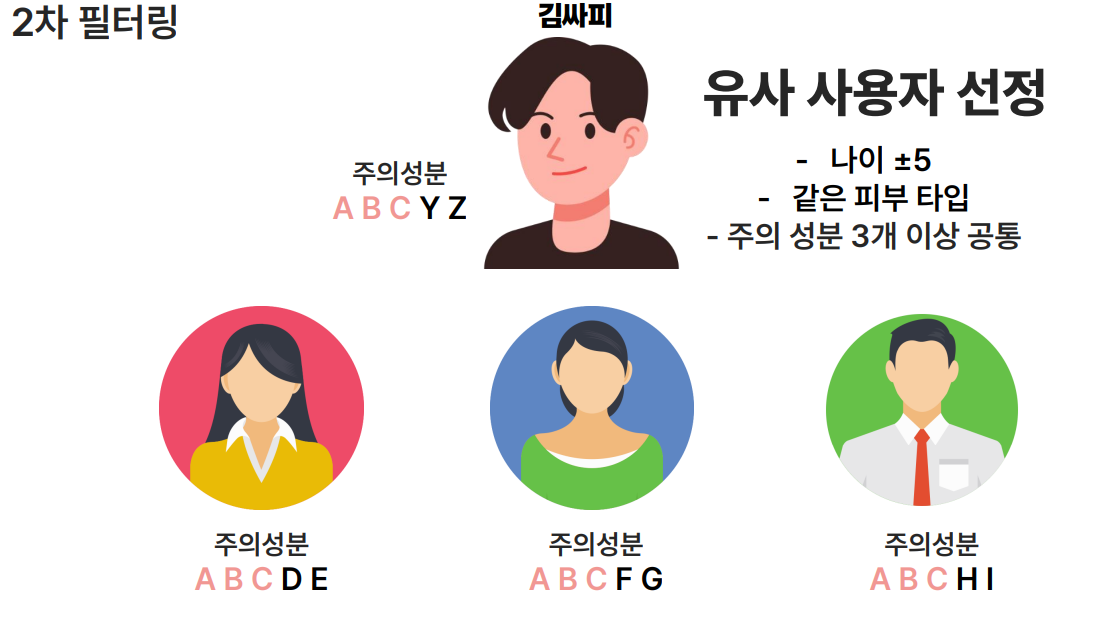 2차 필터링
김싸피
유사 사용자 선정
- 나이 ±5
- 같은 피부 타입
- 주의 성분 3개 이상 공통
주의성분
A B C Y Z
주의성분
A B C D E
주의성분
A B C F G
주의성분
A B C H I